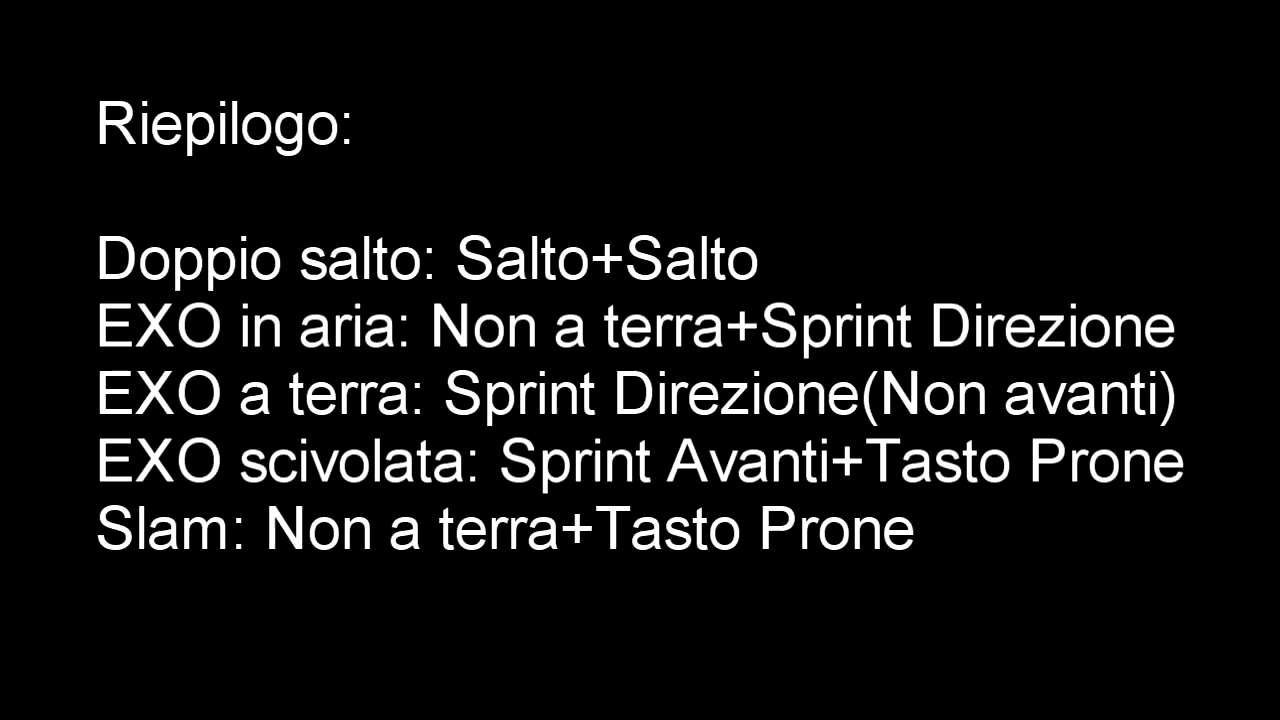 Riepilogo:
Doppio salto: Salto+Salto
EXO in aria: Non a terra+Sprint Direzione
EXO a terra: Sprint Direzione(Non avanti)
EXO scivolata: Sprint Avanti+Tasto Prone
Slam: Non a terra+Tasto Prone